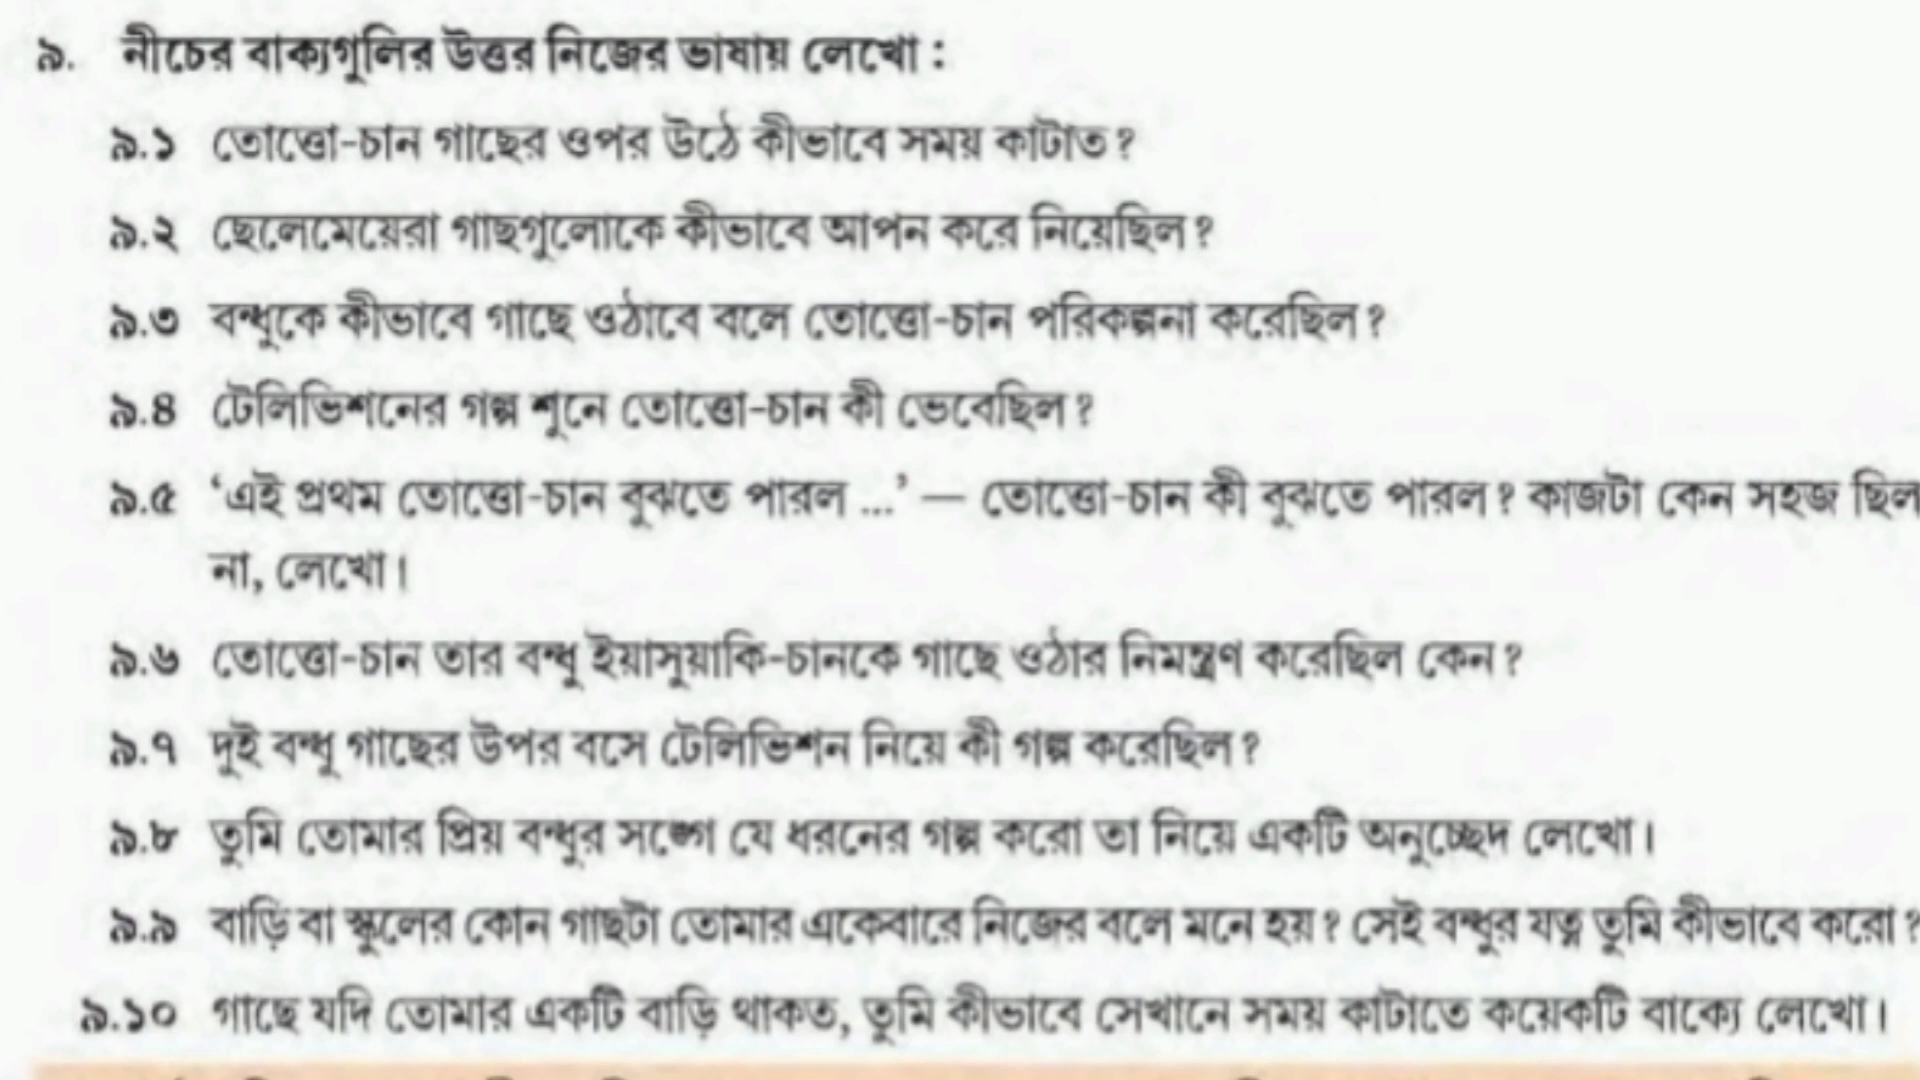 ৯. নীচের বাক্যগুলির উত্তর নিজের ভাষায় লেখো :
৯.১ তোত্তো-চান গাছের ওপর উঠে কীভাবে সময় কাটাত?
৯.২ ছেলেমেয়েরা গাছগুলোকে কীভাবে আপন করে নিয়েছিল?
৯.৩ বন্ধুকে কীভাবে গাছে ওঠাবে বলে তোত্তো-চান পরিকল্পনা করেছিল?
৯.৪ টেলিভিশনের গল্প শুনে তোত্তো-চান কী ভেবেছিল?
৯.৫ ‘এই প্রথম তোত্তো-চান বুঝতে পারল ...’ — তোত্তো-চান কী বুঝতে পারল? কাজটা কেন সহজ ছিল
না, লেখো।
৯.৬ তোত্তো-চান তার বন্ধু ইয়াসুয়াকি-চানকে গাছে ওঠার নিমন্ত্রণ করেছিল কেন?
৯.৭ দুই বন্ধু গাছের উপর বসে টেলিভিশন নিয়ে কী গল্প করেছিল?
৯.৮ তুমি তোমার প্রিয় বন্ধুর সঙ্গে যে ধরনের গল্প করো তা নিয়ে একটি অনুচ্ছেদ লেখো।
৯.৯ বাড়ি বা স্কুলের কোন গাছটা তোমার একেবারে নিজের বলে মনে হয়? সেই বন্ধুর যত্ন তুমি কীভাবে করো?
৯.১০ গাছে যদি তোমার একটি বাড়ি থাকত, তুমি কীভাবে সেখানে সময় কাটাতে কয়েকটি বাক্যে লেখো।